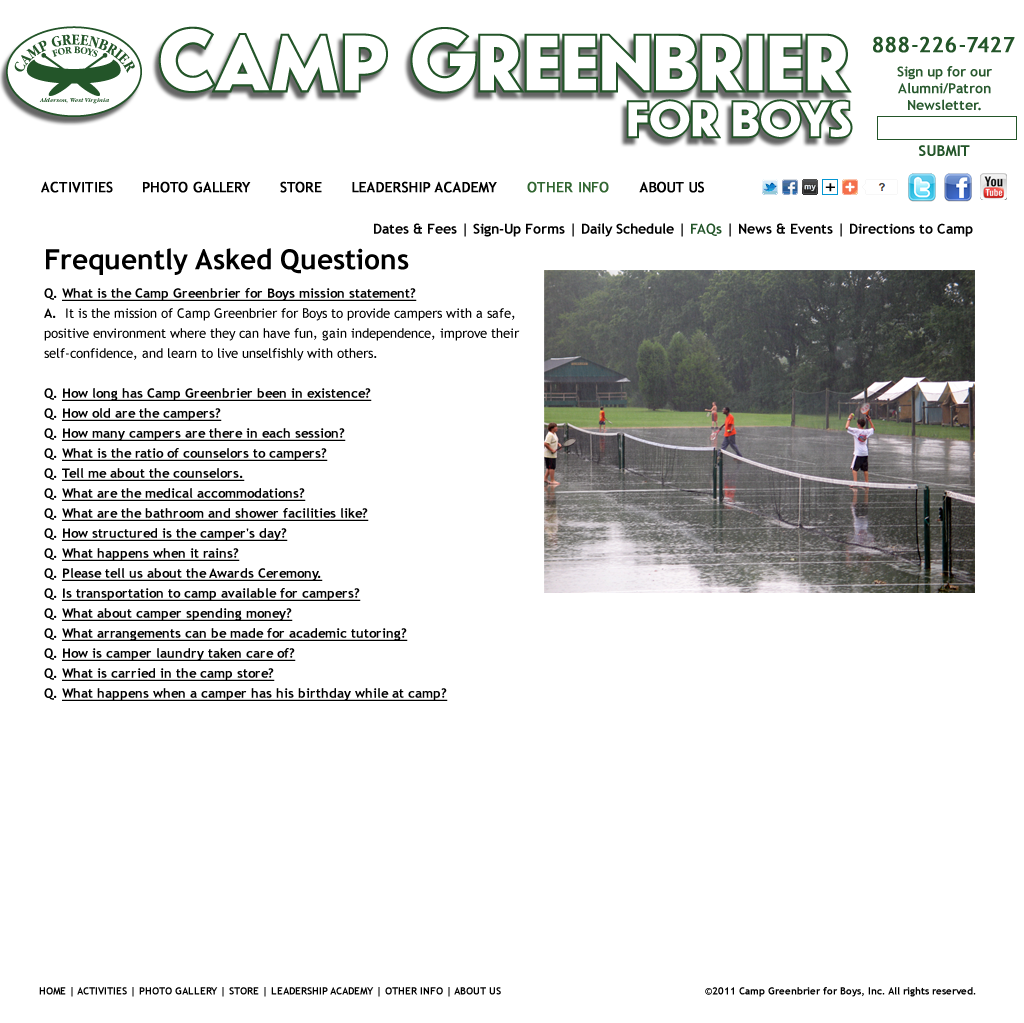 CAMP GREENBRIER
FOR BOYS
Alderson, West Virginia
CAMP GREENBRIER
FOR BOYS
888-226-7427
Sign up for our
Alumni/Patron
Newsletter.
SUBMIT
ACTIVITIES PHOTO GALLERY STORE LEADERSHIP ACADEMY OTHER INFO ABOUT US
my ? You Tube
Dates & Fees | Sign-Up Forms | Daily Schedule | FAQs | News & Events | Directions to Camp
Frequently Asked Questions
Q. What is the Camp Greenbrier for Boys mission statement?
A. It is the mission of Camp Greenbrier for Boys to provide campers with a safe,
positive environment where they can have fun, gain independence, improve their
self-confidence, and learn to live unselfishly with others.
Q. How long has Camp Greenbrier been in existence?
Q. How old are the campers?
Q. How many campers are there in each session?
Q. What is the ratio of counselors to campers?
Q. Tell me about the counselors.
Q. What are the medical accommodations?
Q. What are the bathroom and shower facilities like?
Q. How structured is the camper's day?
Q. What happens when it rains?
Q. Please tell us about the Awards Ceremony.
Q. Is transportation to camp available for campers?
Q. What about camper spending money?
Q. What arrangements can be made for academic tutoring?
Q. How is camper laundry taken care of?
Q. What is carried in the camp store?
Q. What happens when a camper has his birthday while at camp?
HOME | ACTIVITIES | PHOTO GALLERY | STORE | LEADERSHIP ACADEMY | OTHER INFO | ABOUT US
©2011 Camp Greenbrier for Boys, Inc. All rights reserved.